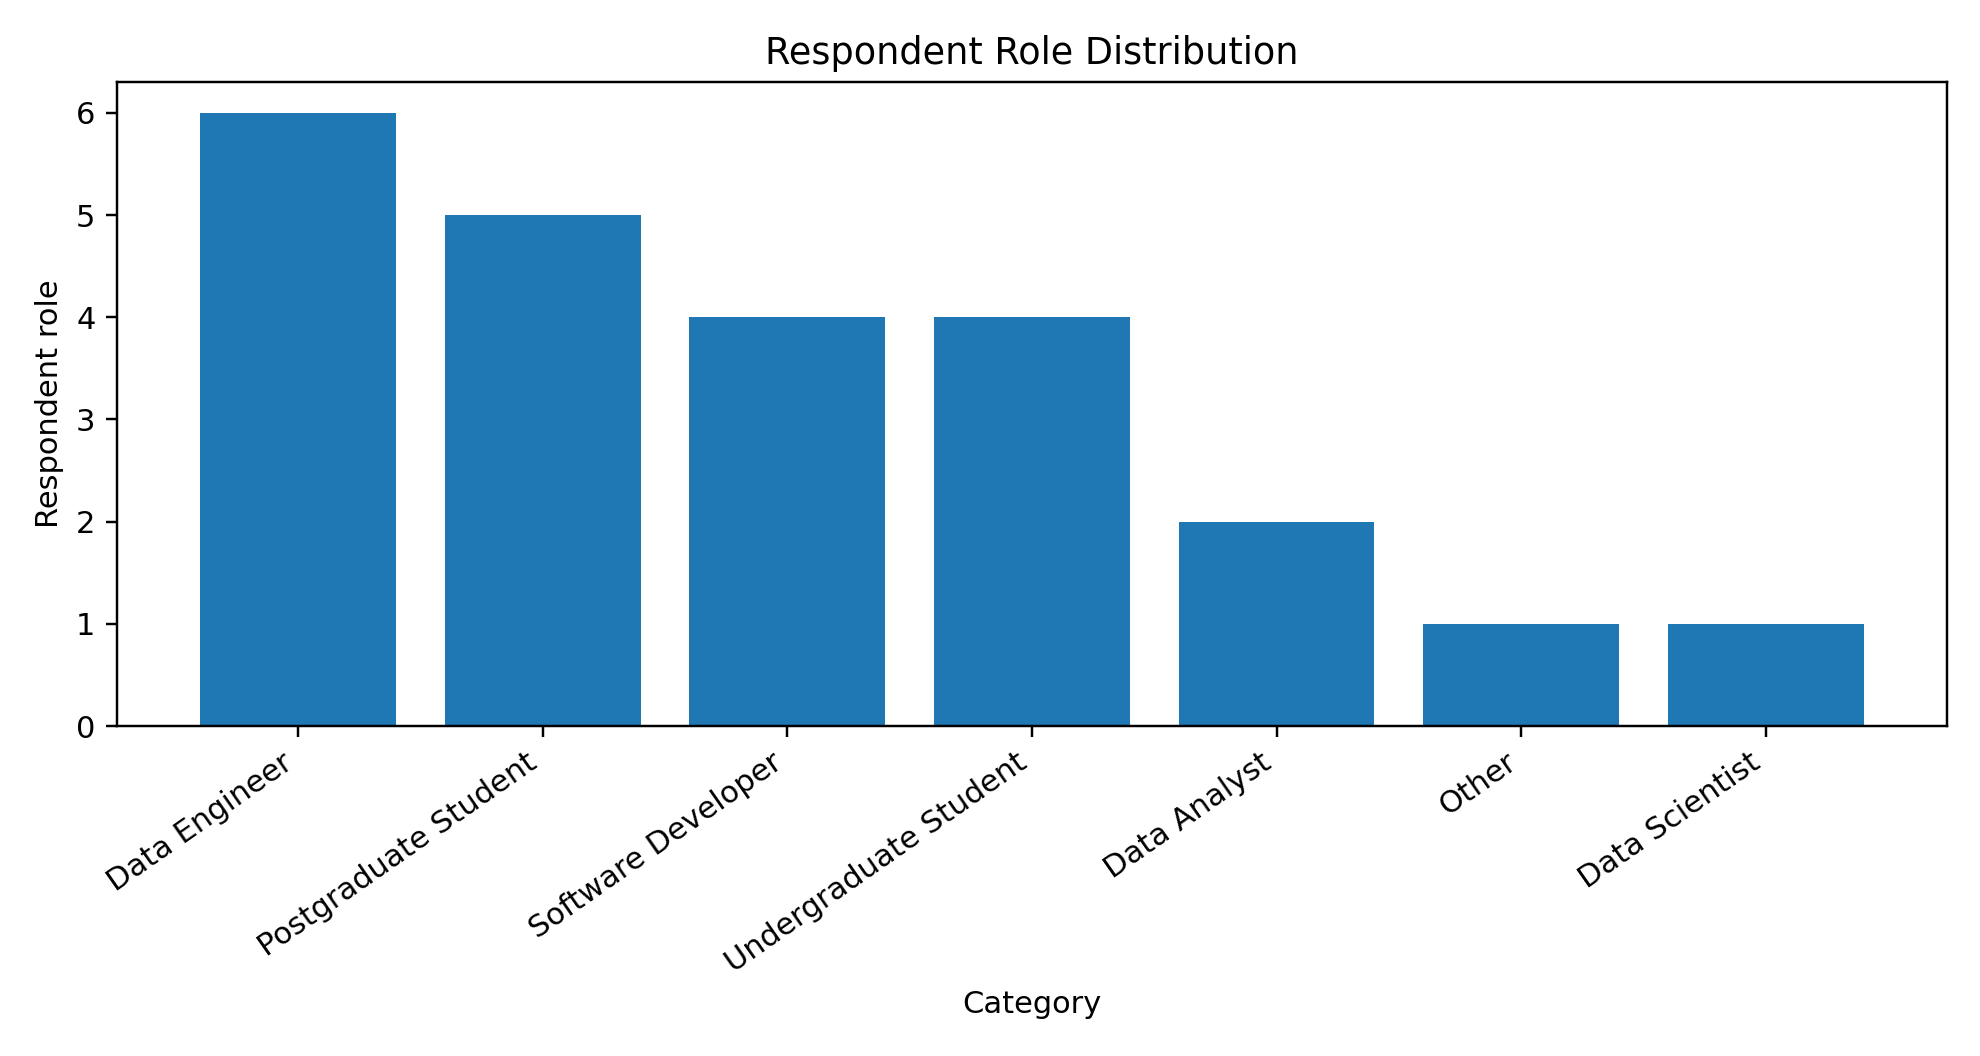 Respondent Role Distribution
Respondent role
6
5
4
3
2
1
0
Data Engineer
Postgraduate Student
Software Developer
Undergraduate Student
Data Analyst
Other
Data Scientist
Category